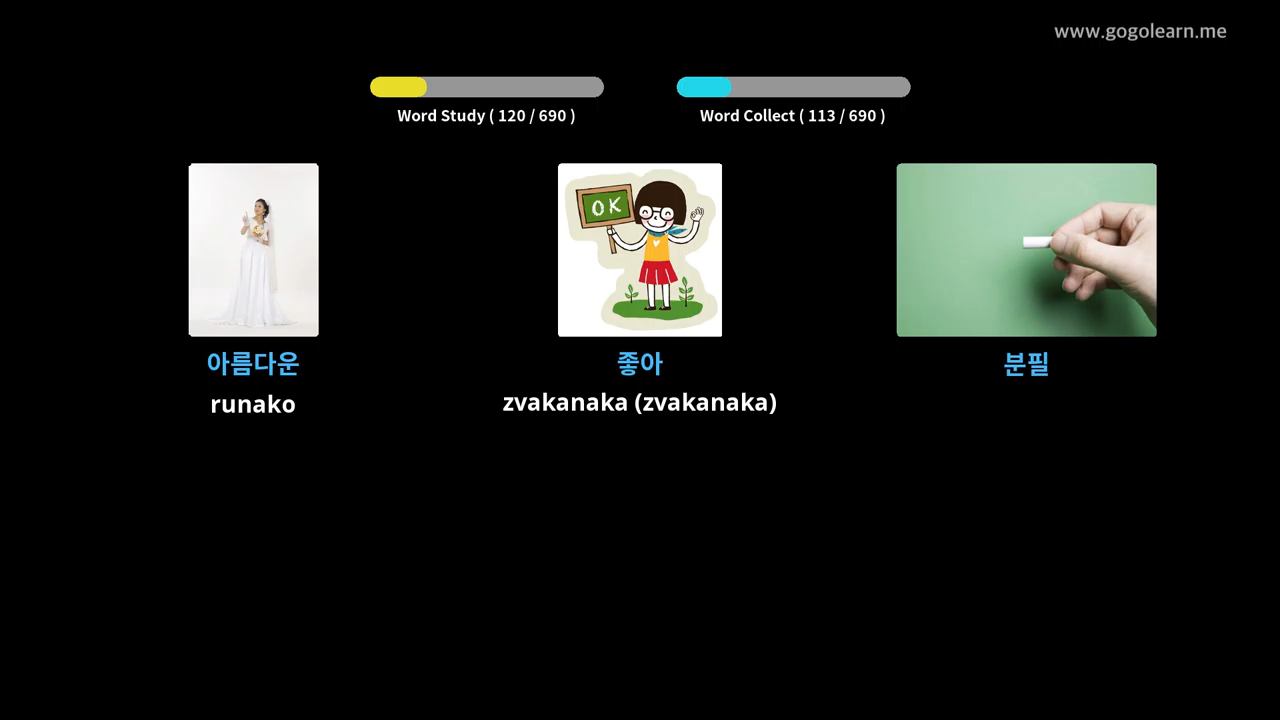 www.gogolearn.me
Word Study ( 120 / 690 )
Word Collect ( 113 / 690 )
OK
아름다운
좋아
분필
runako
zvakanaka (zvakanaka)